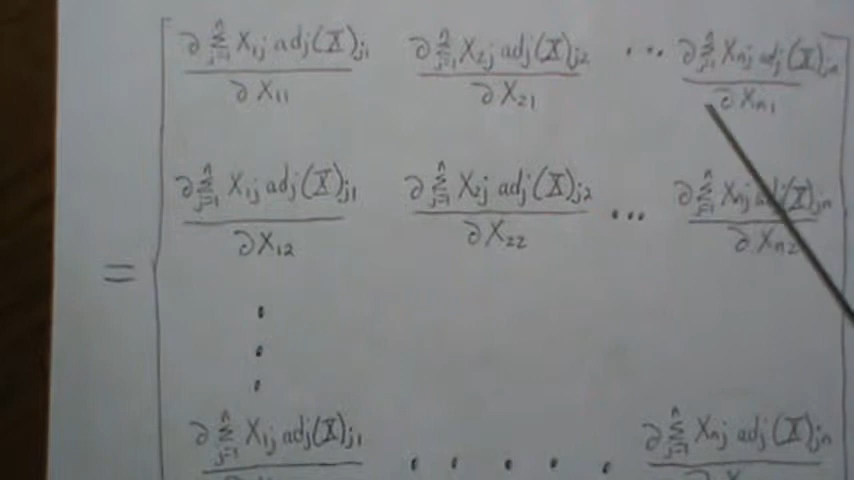 ∂ Σ_{j=1}^{n} X_{1j} adj(X)_{j1} / ∂X_{11}   ∂ Σ_{j=1}^{n} X_{2j} adj(X)_{j2} / ∂X_{21}   ...   ∂ Σ_{j=1}^{n} X_{nj} adj(X)_{jn} / ∂X_{n1}
= ∂ Σ_{j=1}^{n} X_{1j} adj(X)_{j1} / ∂X_{12}   ∂ Σ_{j=1}^{n} X_{2j} adj(X)_{j2} / ∂X_{22}   ...   ∂ Σ_{j=1}^{n} X_{nj} adj(X)_{jn} / ∂X_{n2}
∂ Σ_{j=1}^{n} X_{1j} adj(X)_{j1}   . . . . .   ∂ Σ_{j=1}^{n} X_{nj} adj(X)_{jn}